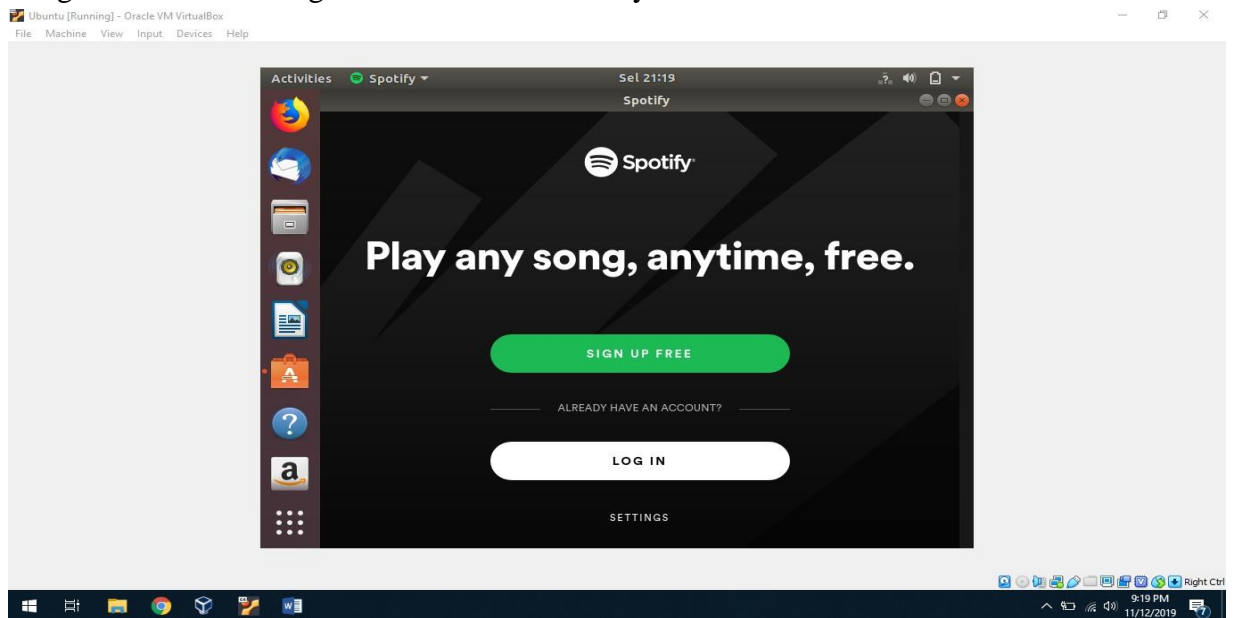 Ubuntu [Running] - Oracle VM VirtualBox
File Machine View Input Devices Help
Activities Spotify Sel 21:19
Spotify
Spotify
Play any song, anytime, free.
SIGN UP FREE
ALREADY HAVE AN ACCOUNT?
LOG IN
SETTINGS
Right Ctrl
9:19 PM
11/12/2019